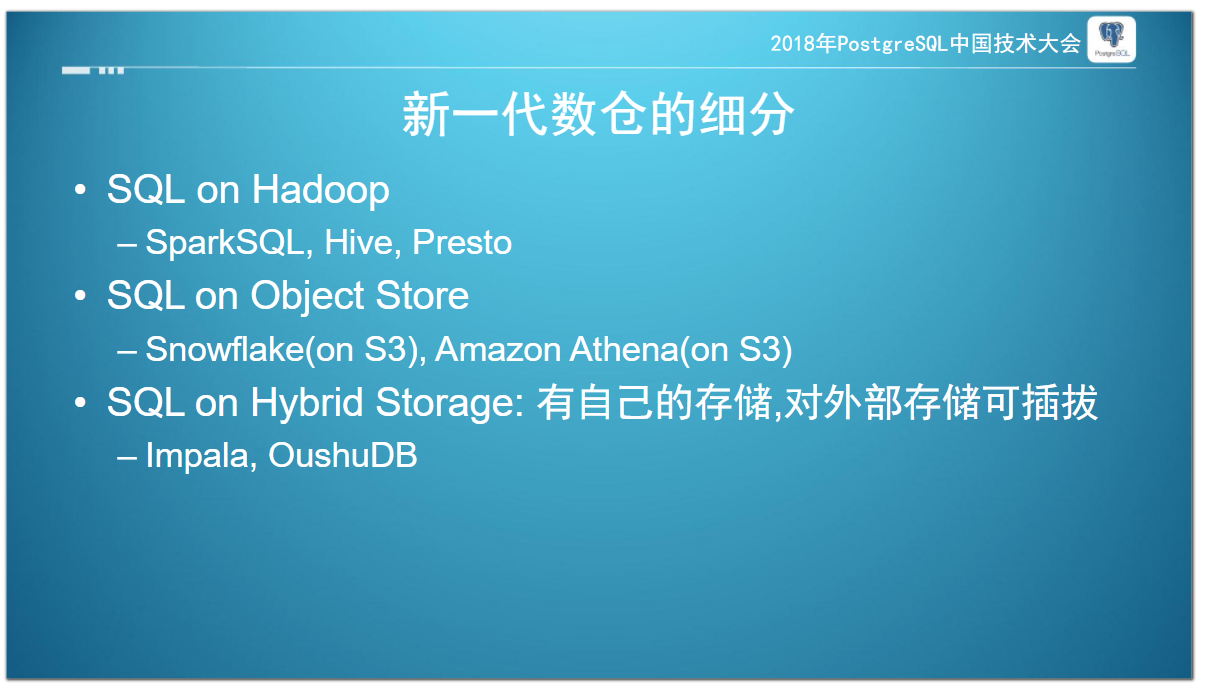 2018年PostgreSQL中国技术大会
PostgreSQL
新一代数仓的细分
• SQL on Hadoop
– SparkSQL, Hive, Presto
• SQL on Object Store
– Snowflake(on S3), Amazon Athena(on S3)
• SQL on Hybrid Storage: 有自己的存储,对外部存储可插拔
– Impala, OushuDB